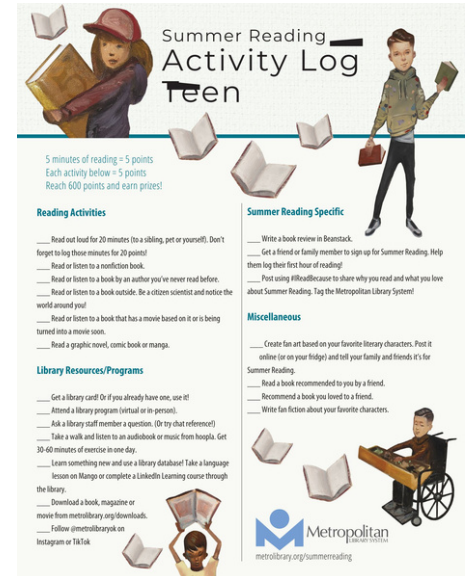 Summer Reading
Activity Log
Teen
5 minutes of reading = 5 points
Each activity below = 5 points
Reach 600 points and earn prizes!
Reading Activities
____ Read out loud for 20 minutes (to a sibling, pet or yourself). Don't
forget to log those minutes for 20 points!
____ Read or listen to a nonfiction book.
____ Read or listen to a book by an author you've never read before.
____ Read or listen to a book outside. Be a citizen scientist and notice the
world around you!
____ Read or listen to a book that has a movie based on it or is being
turned into a movie soon.
____ Read a graphic novel, comic book or manga.
Library Resources/Programs
____ Get a library card! Or if you already have one, use it!
____ Attend a library program (virtual or in-person).
____ Ask a library staff member a question. (Or try chat reference!)
____ Take a walk and listen to an audiobook or music from hoopla. Get
30-60 minutes of exercise in one day.
____ Learn something new and use a library database! Take a language
lesson on Mango or complete a LinkedIn Learning course through
the library.
____ Download a book, magazine or
movie from metrolibrary.org/downloads.
____ Follow @metrolibraryok on
Instagram or TikTok
Summer Reading Specific
____ Write a book review in Beanstack.
____ Get a friend or family member to sign up for Summer Reading. Help
them log their first hour of reading!
____ Post using #IReadBecause to share why you read and what you love
about Summer Reading. Tag the Metropolitan Library System!
Miscellaneous
____ Create fan art based on your favorite literary characters. Post it
online (or on your fridge) and tell your family and friends it's for
Summer Reading.
____ Read a book recommended to you by a friend.
____ Recommend a book you loved to a friend.
____ Write fan fiction about your favorite characters.
Metropolitan
LIBRARY SYSTEM
metrolibrary.org/summerreading